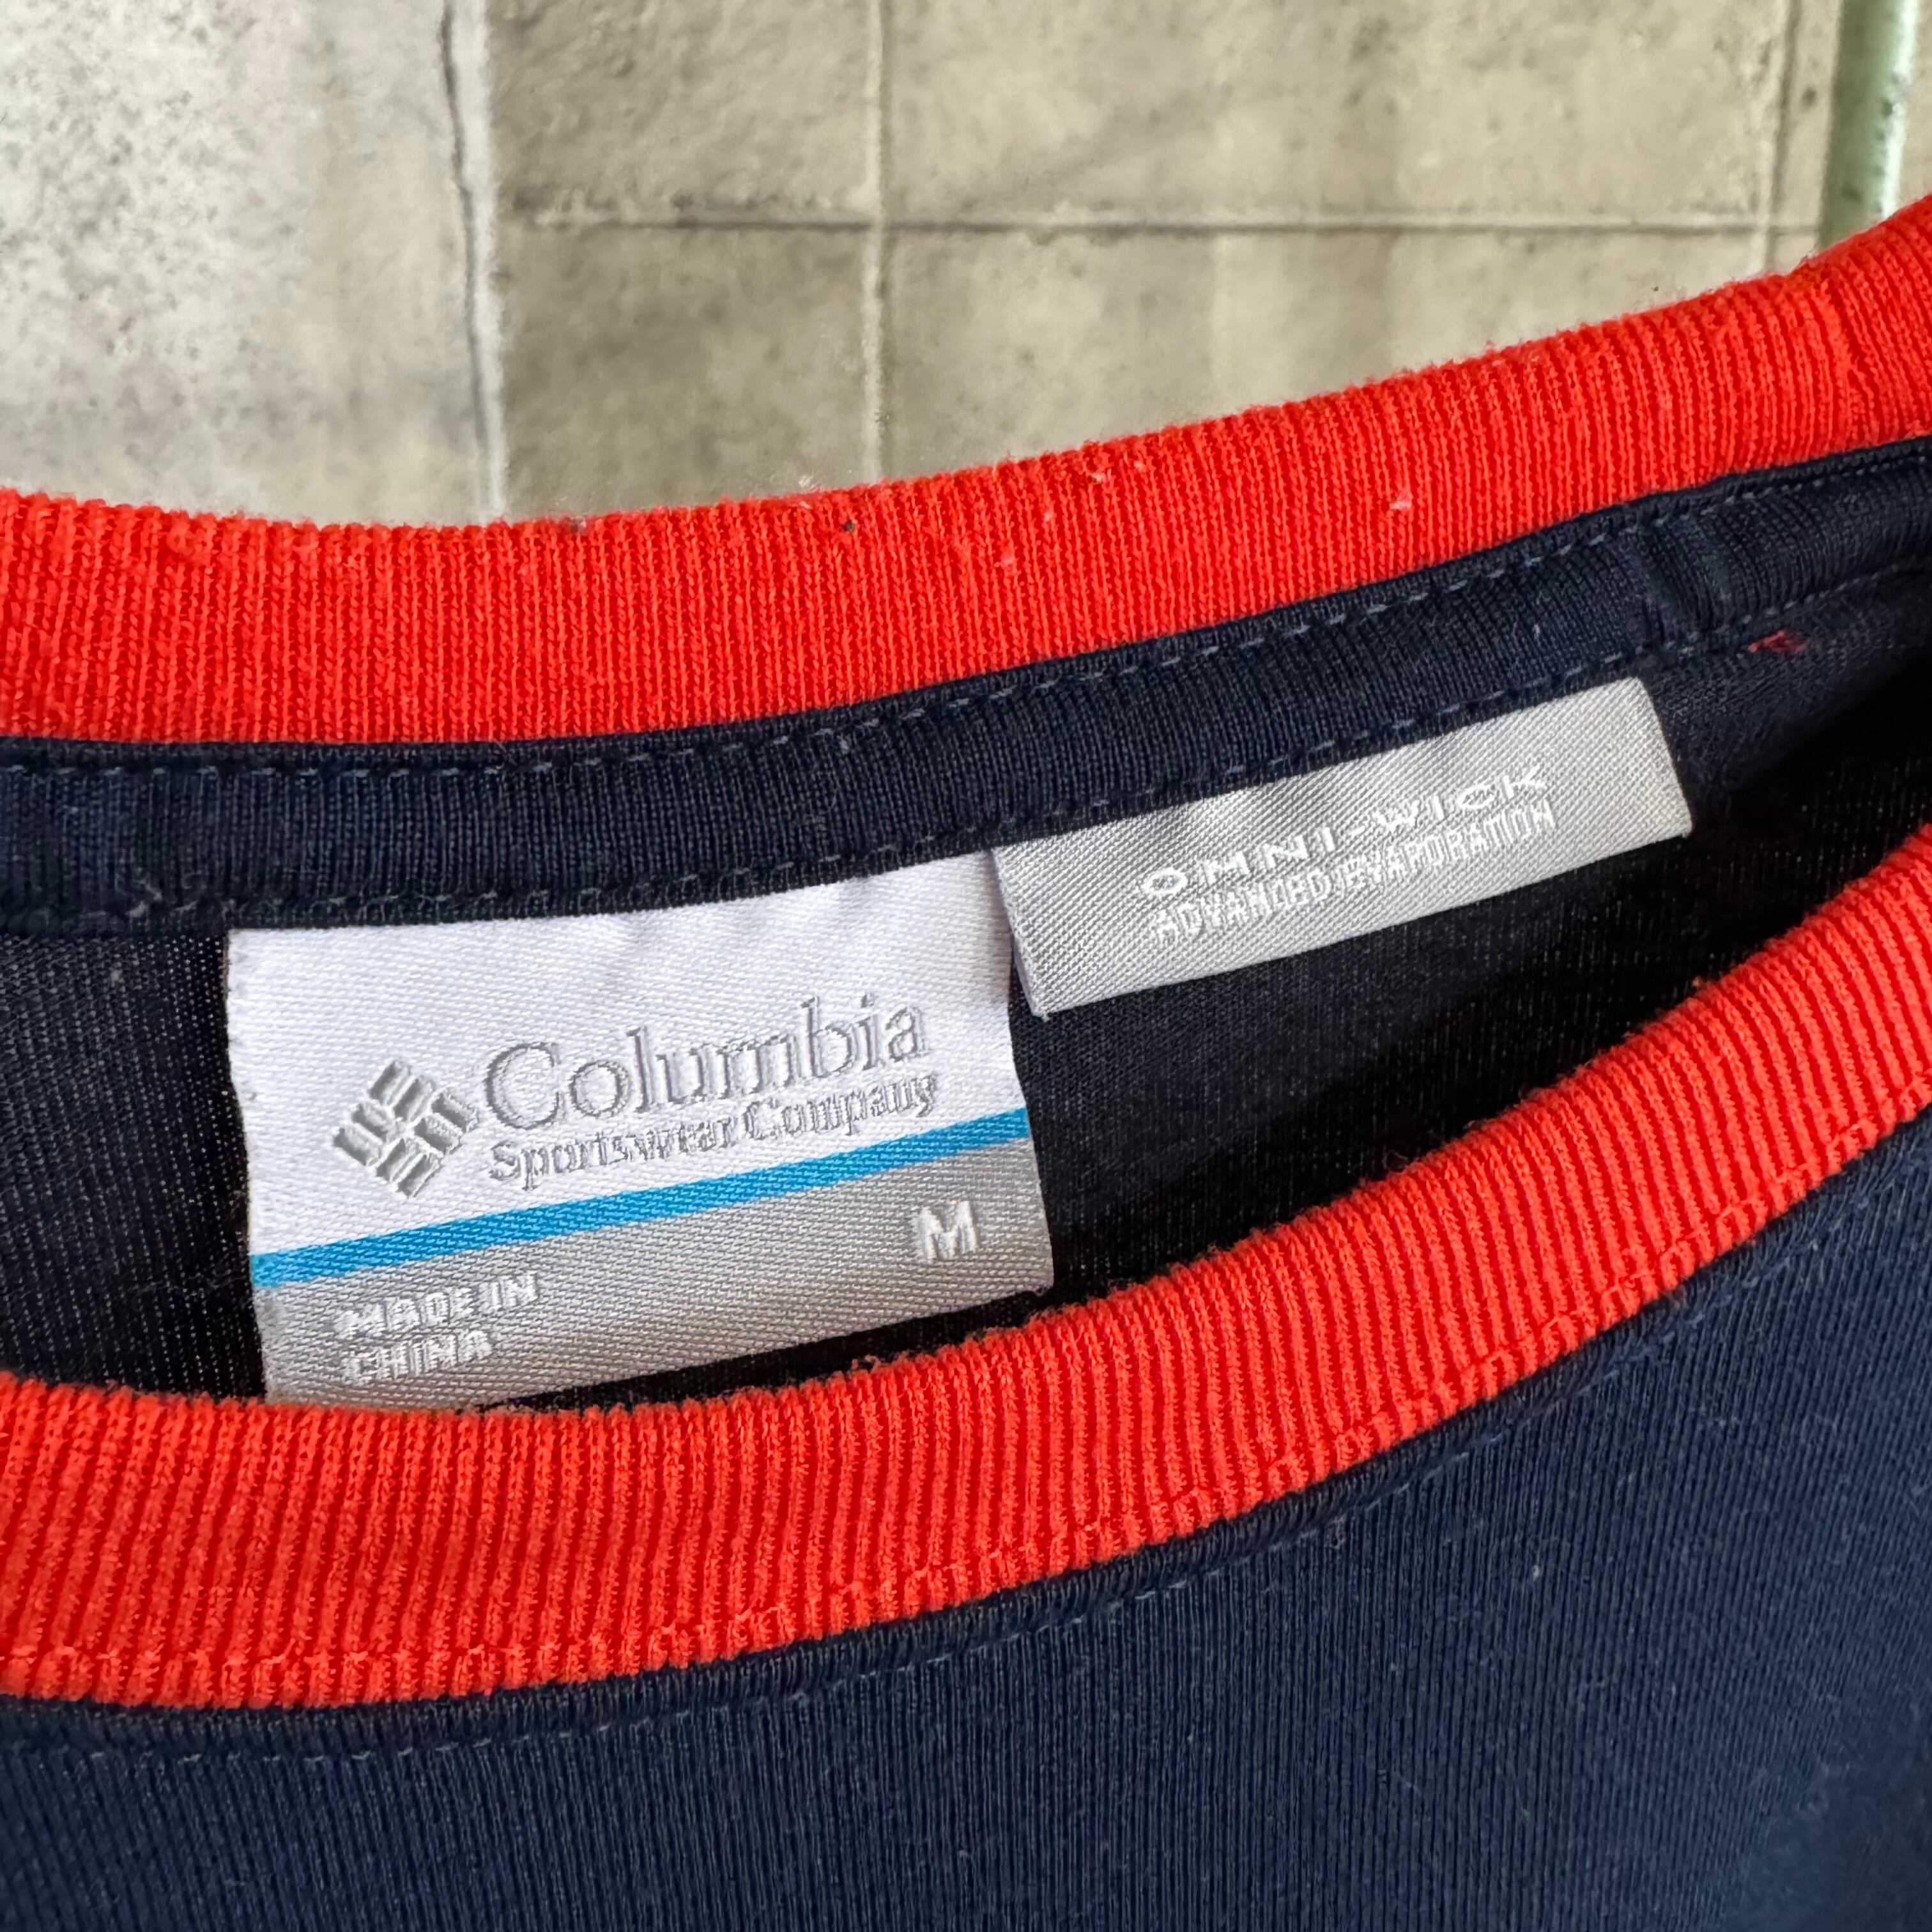 Columbia
Sportswear Company
M
MADE IN
CHINA
OMNI-WICK
ADVANCED EVAPORATION